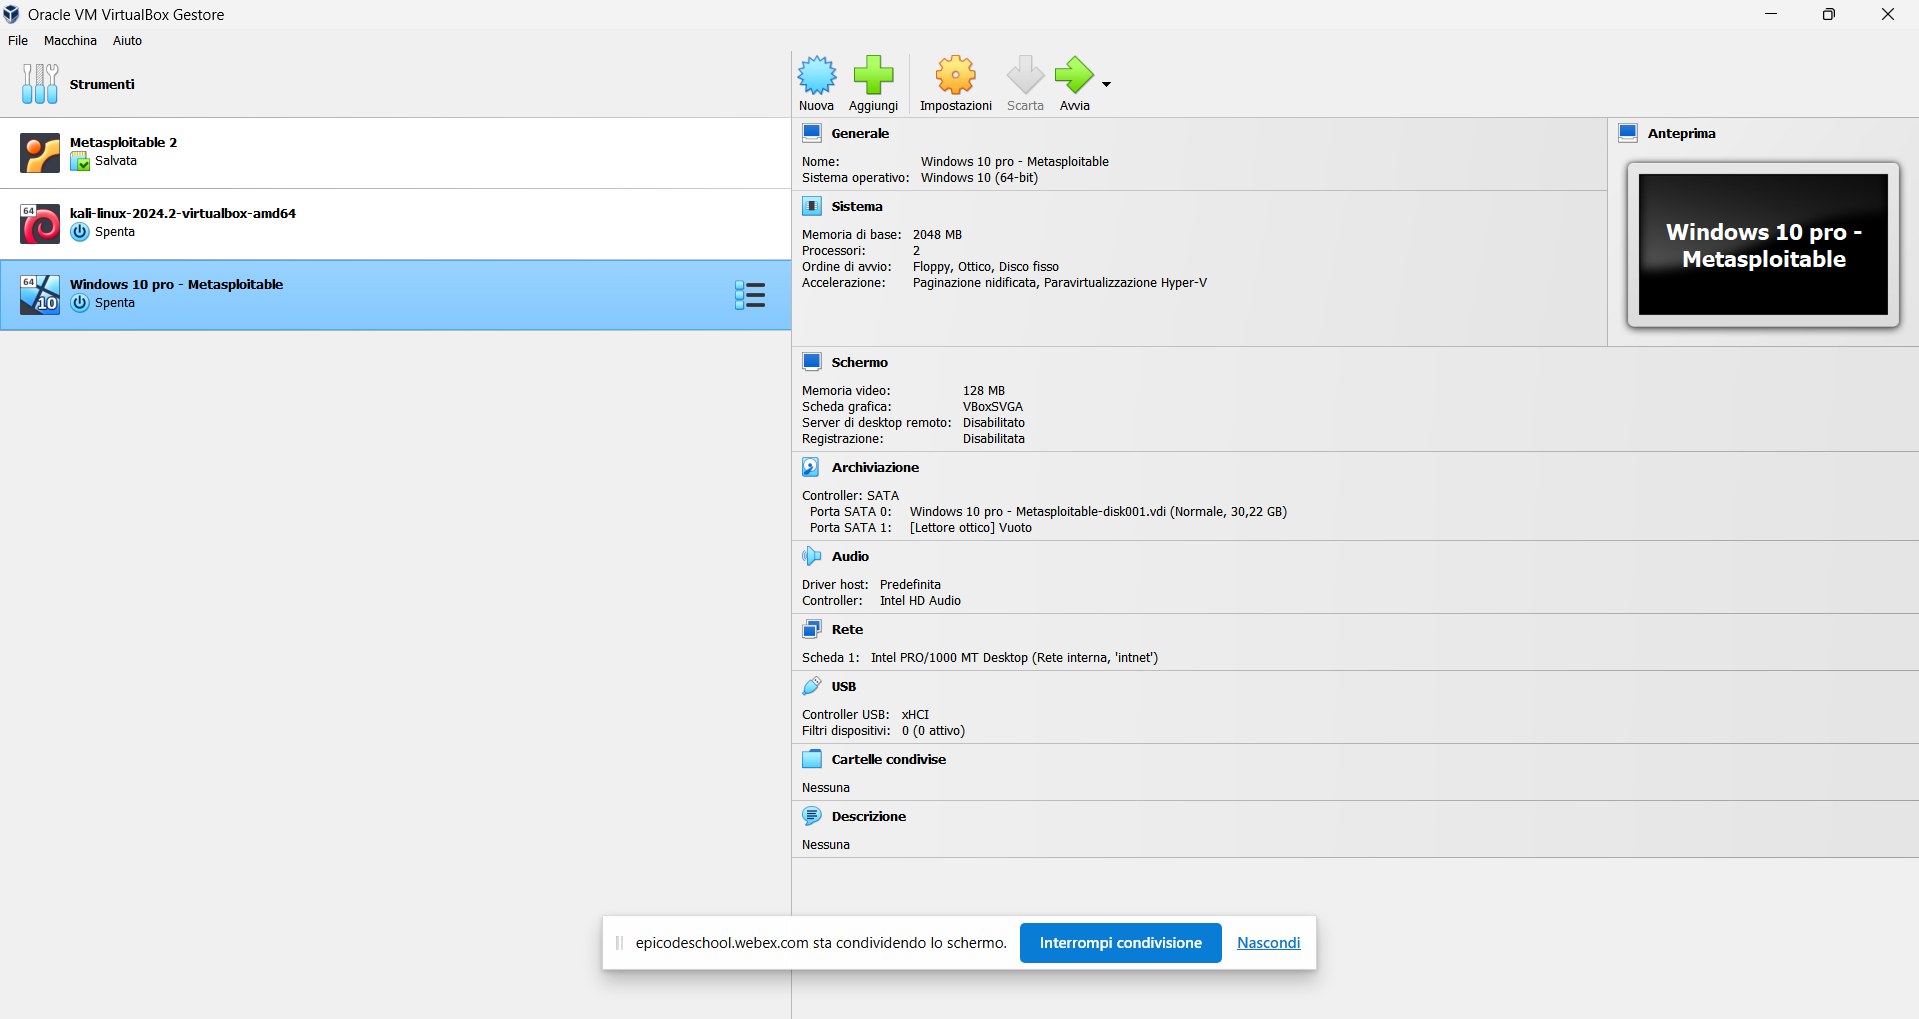 Oracle VM VirtualBox Gestore
File Macchina Aiuto
Strumenti
Metasploitable 2
Salvata
64
kali-linux-2024.2-virtualbox-amd64
Spenta
64
10
Windows 10 pro - Metasploitable
Spenta
Nuova Aggiungi Impostazioni Scarta Avvia
Generale
Nome: Windows 10 pro - Metasploitable
Sistema operativo: Windows 10 (64-bit)
Sistema
Memoria di base: 2048 MB
Processori: 2
Ordine di avvio: Floppy, Ottico, Disco fisso
Accelerazione: Paginazione nidificata, Paravirtualizzazione Hyper-V
Anteprima
Windows 10 pro -
Metasploitable
Schermo
Memoria video: 128 MB
Scheda grafica: VBoxSVGA
Server di desktop remoto: Disabilitato
Registrazione: Disabilitata
Archiviazione
Controller: SATA
Porta SATA 0: Windows 10 pro - Metasploitable-disk001.vdi (Normale, 30,22 GB)
Porta SATA 1: [Lettore ottico] Vuoto
Audio
Driver host: Predefinita
Controller: Intel HD Audio
Rete
Scheda 1: Intel PRO/1000 MT Desktop (Rete interna, 'intnet')
USB
Controller USB: xHCI
Filtri dispositivi: 0 (0 attivo)
Cartelle condivise
Nessuna
Descrizione
Nessuna
epicodeschool.webex.com sta condividendo lo schermo. Interrompi condivisione Nascondi